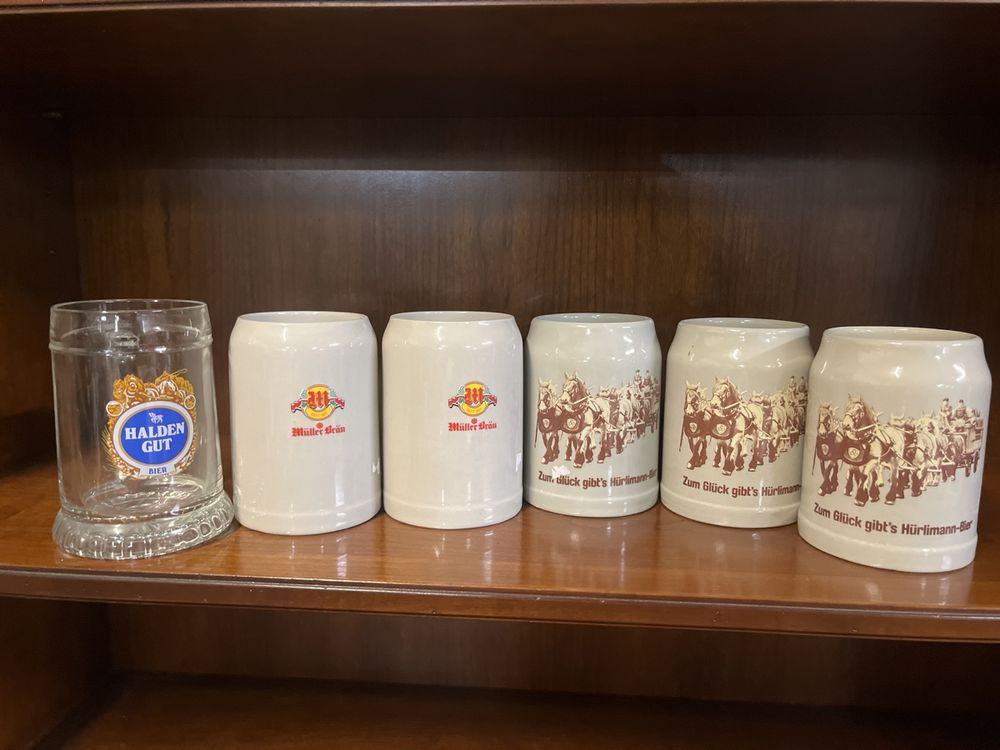 HALDEN
GUT
BIER
M
Müller Bräu
M
Müller Bräu
Zum Glück gibt's Hürlimann-Bier
Zum Glück gibt's Hürlimann-
Zum Glück gibt's Hürlimann-Bier